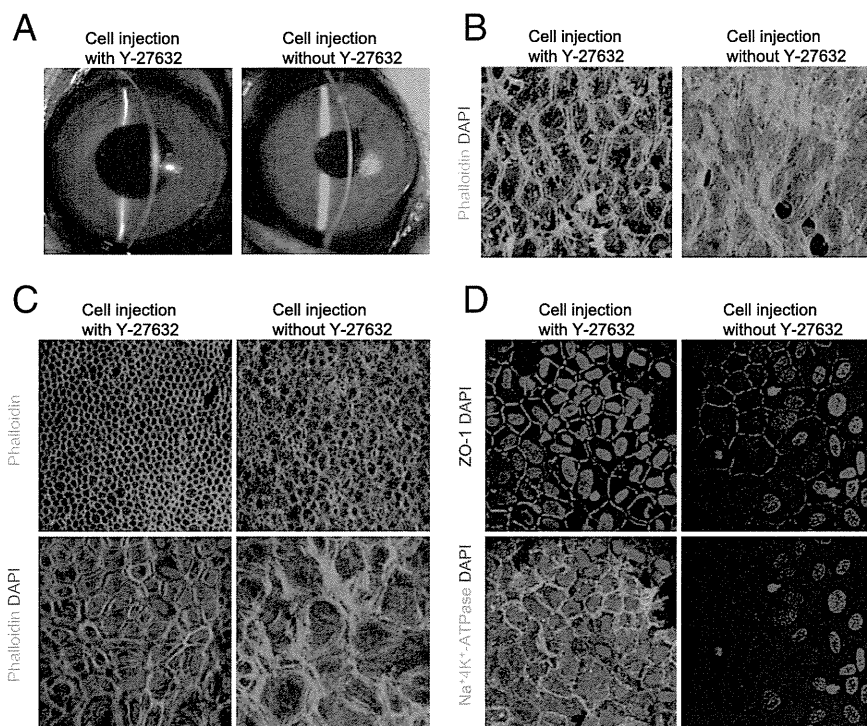 A
Cell injection
with Y-27632
Cell injection
without Y-27632
B
Cell injection
with Y-27632
Cell injection
without Y-27632
Phalloidin DAPI
C
Cell injection
with Y-27632
Cell injection
without Y-27632
Phalloidin
Phalloidin DAPI
D
Cell injection
with Y-27632
Cell injection
without Y-27632
ZO-1 DAPI
Na⁺4K⁺-ATPase DAPI